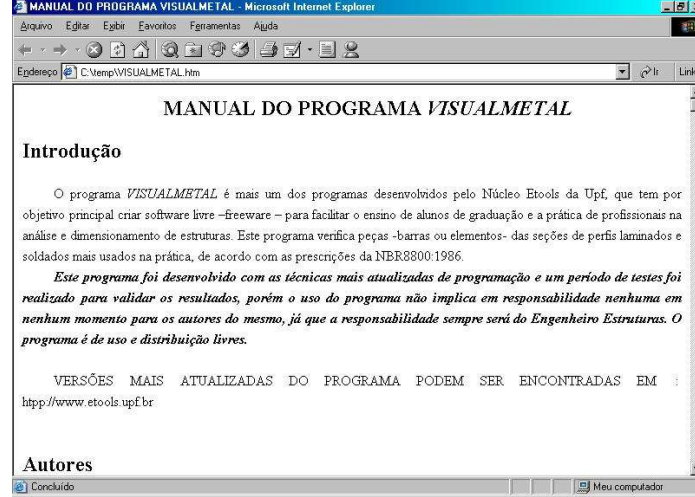 MANUAL DO PROGRAMA VISUALMETAL - Microsoft Internet Explorer
Arquivo Editar Exibir Favoritos Ferramentas Ajuda
Endereço C:\temp\VISUALMETAL.htm Ir Link
MANUAL DO PROGRAMA VISUALMETAL
Introdução
O programa VISUALMETAL é mais um dos programas desenvolvidos pelo Núcleo Etools da Upf, que tem por
objetivo principal criar software livre –freeware – para facilitar o ensino de alunos de graduação e a prática de profissionais na
análise e dimensionamento de estruturas. Este programa verifica peças -barras ou elementos- das seções de perfis laminados e
soldados mais usados na prática, de acordo com as prescrições da NBR8800:1986.
Este programa foi desenvolvido com as técnicas mais atualizadas de programação e um período de testes foi
realizado para validar os resultados, porém o uso do programa não implica em responsabilidade nenhuma em
nenhum momento para os autores do mesmo, já que a responsabilidade sempre será do Engenheiro Estruturas. O
programa é de uso e distribuição livres.
VERSÕES MAIS ATUALIZADAS DO PROGRAMA PODEM SER ENCONTRADAS EM :
htpp://www.etools.upf.br
Autores
Concluído Meu computador